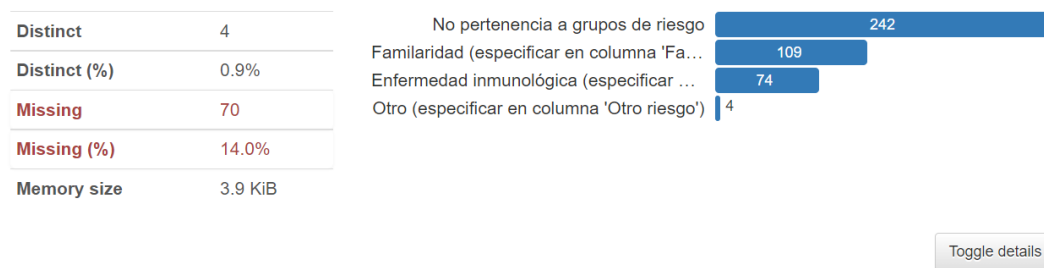 Distinct 4
Distinct (%) 0.9%
Missing 70
Missing (%) 14.0%
Memory size 3.9 KiB
No pertenencia a grupos de riesgo 242
Familaridad (especificar en columna 'Fa... 109
Enfermedad inmunológica (especificar ... 74
Otro (especificar en columna 'Otro riesgo') 4
Toggle details